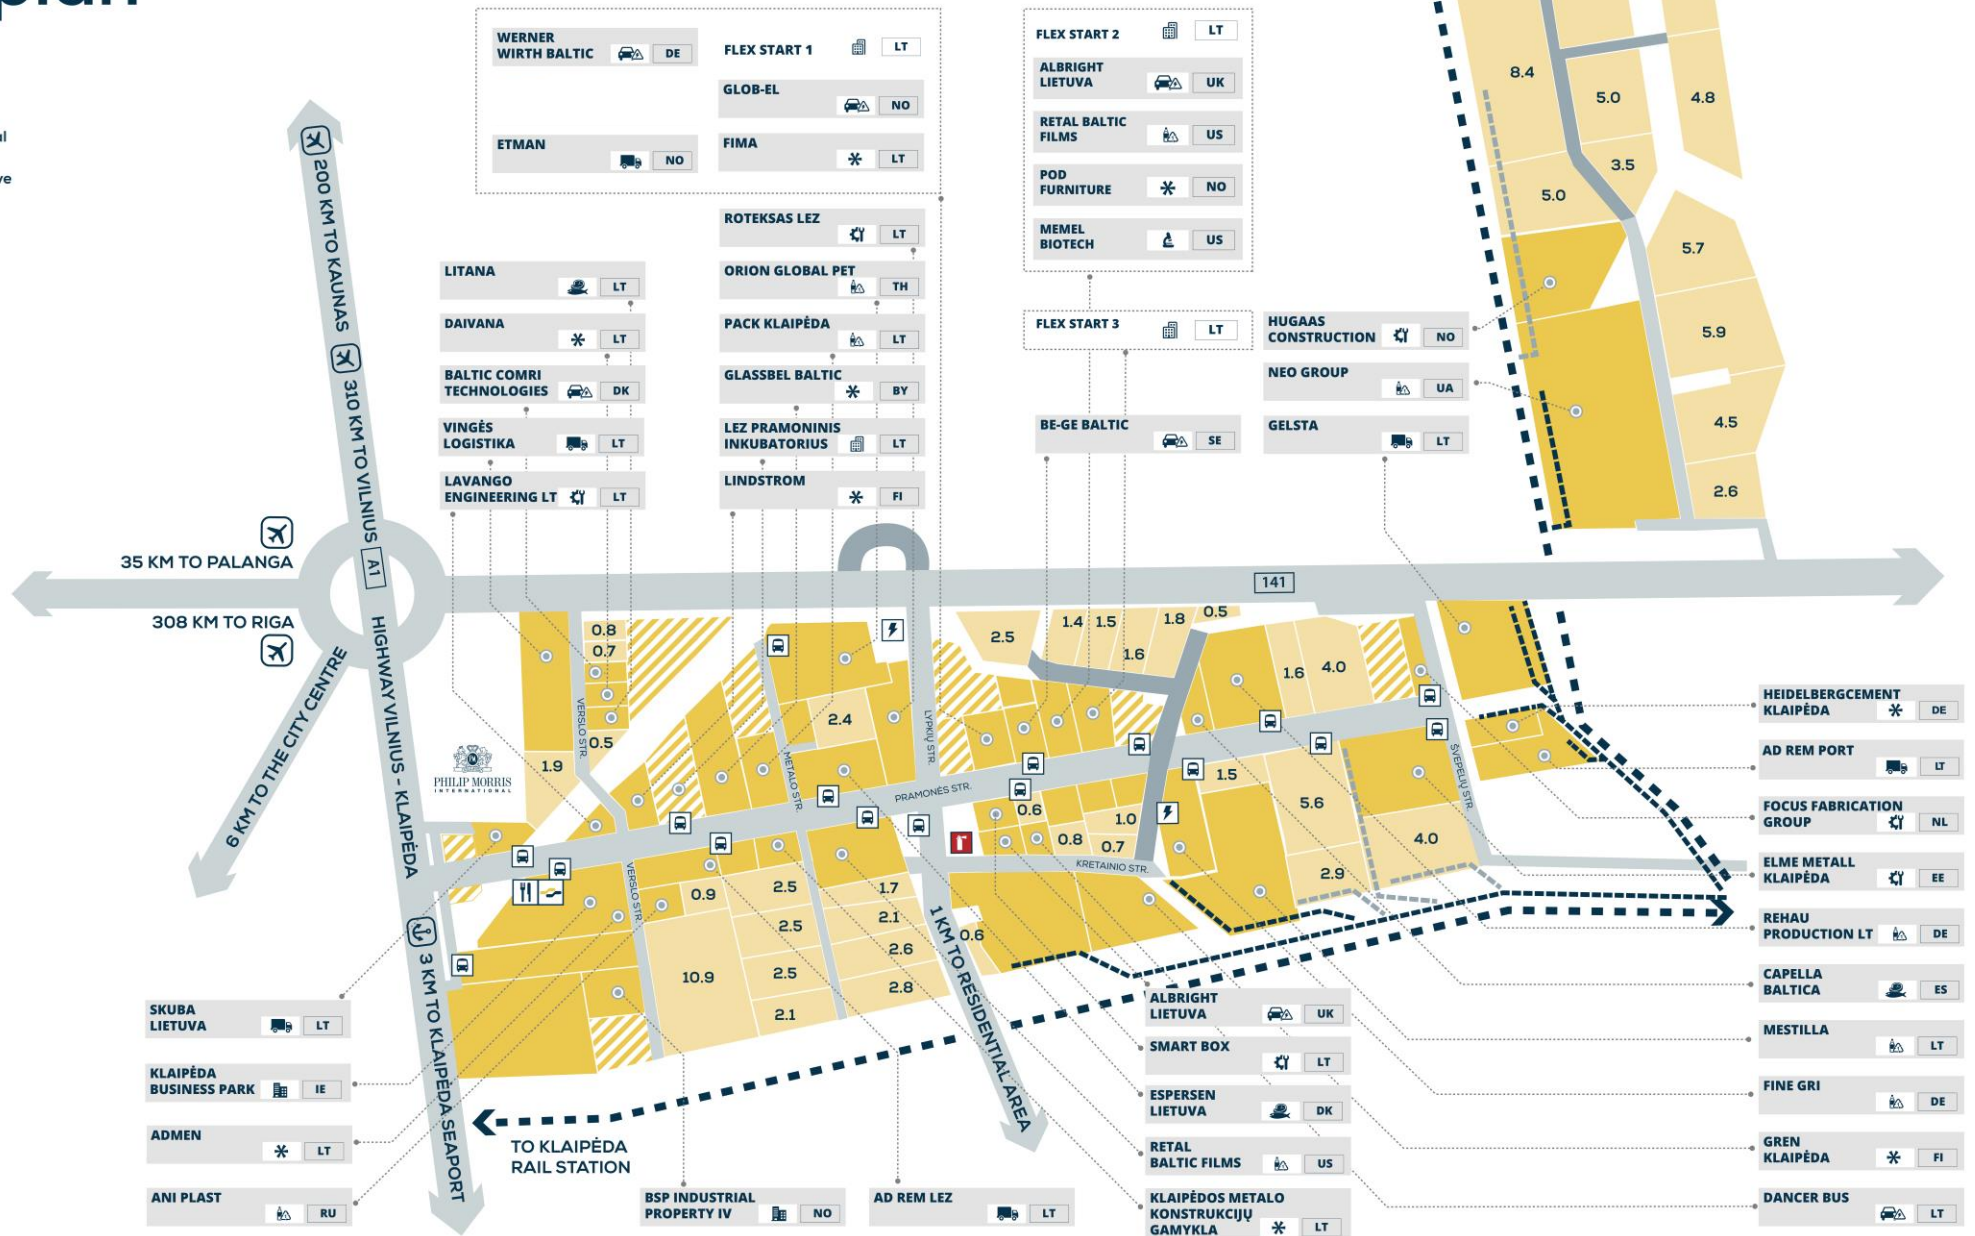 plan
WERNER
WIRTH BALTIC
DE
ETMAN
NO
FLEX START 1
LT
GLOB-EL
NO
FIMA
LT
FLEX START 2
LT
ALBRIGHT
LIETUVA
UK
RETAL BALTIC
FILMS
US
POD
FURNITURE
NO
MEMEL
BIOTECH
US
FLEX START 3
LT
LITANA
LT
DAIVANA
LT
BALTIC COMRI
TECHNOLOGIES
DK
VINGĖS
LOGISTIKA
LT
LAVANGO
ENGINEERING LT
LT
ROTEKSAS LEZ
LT
ORION GLOBAL PET
TH
PACK KLAIPĖDA
LT
GLASSBEL BALTIC
BY
LEZ PRAMONINIS
INKUBATORIUS
LT
LINDSTROM
FI
BE-GE BALTIC
SE
HUGAAS
CONSTRUCTION
NO
NEO GROUP
UA
GELSTA
LT
8.4
5.0
4.8
3.5
5.0
5.7
5.9
4.5
2.6
200 KM TO KAUNAS
310 KM TO VILNIUS
A1
35 KM TO PALANGA
308 KM TO RIGA
6 KM TO THE CITY CENTRE
HIGHWAY VILNIUS - KLAIPĖDA
3 KM TO KLAIPĖDA SEAPORT
141
PHILIP MORRIS
INTERNATIONAL
0.8
0.7
0.5
1.9
VERSLO STR.
METALO STR.
2.4
LYPKIŲ STR.
PRAMONĖS STR.
2.5
1.4
1.5
1.6
1.8
0.5
1.6
4.0
1.5
5.6
2.9
4.0
ŠVEPELIŲ STR.
0.6
1.0
0.8
0.7
KRETAINIO STR.
VERSLO STR.
0.9
2.5
2.5
2.5
2.1
10.9
1.7
2.1
2.6
2.8
0.6
1 KM TO RESIDENTIAL AREA
TO KLAIPĖDA
RAIL STATION
SKUBA
LIETUVA
LT
KLAIPĖDA
BUSINESS PARK
IE
ADMEN
LT
ANI PLAST
RU
BSP INDUSTRIAL
PROPERTY IV
NO
AD REM LEZ
LT
ALBRIGHT
LIETUVA
UK
SMART BOX
LT
ESPERSEN
LIETUVA
DK
RETAL
BALTIC FILMS
US
KLAIPĖDOS METALO
KONSTRUKCIJŲ
GAMYKLA
LT
HEIDELBERGCEMENT
KLAIPĖDA
DE
AD REM PORT
LT
FOCUS FABRICATION
GROUP
NL
ELME METALL
KLAIPĖDA
EE
REHAU
PRODUCTION LT
DE
CAPELLA
BALTICA
ES
MESTILLA
LT
FINE GRI
DE
GREN
KLAIPĖDA
FI
DANCER BUS
LT